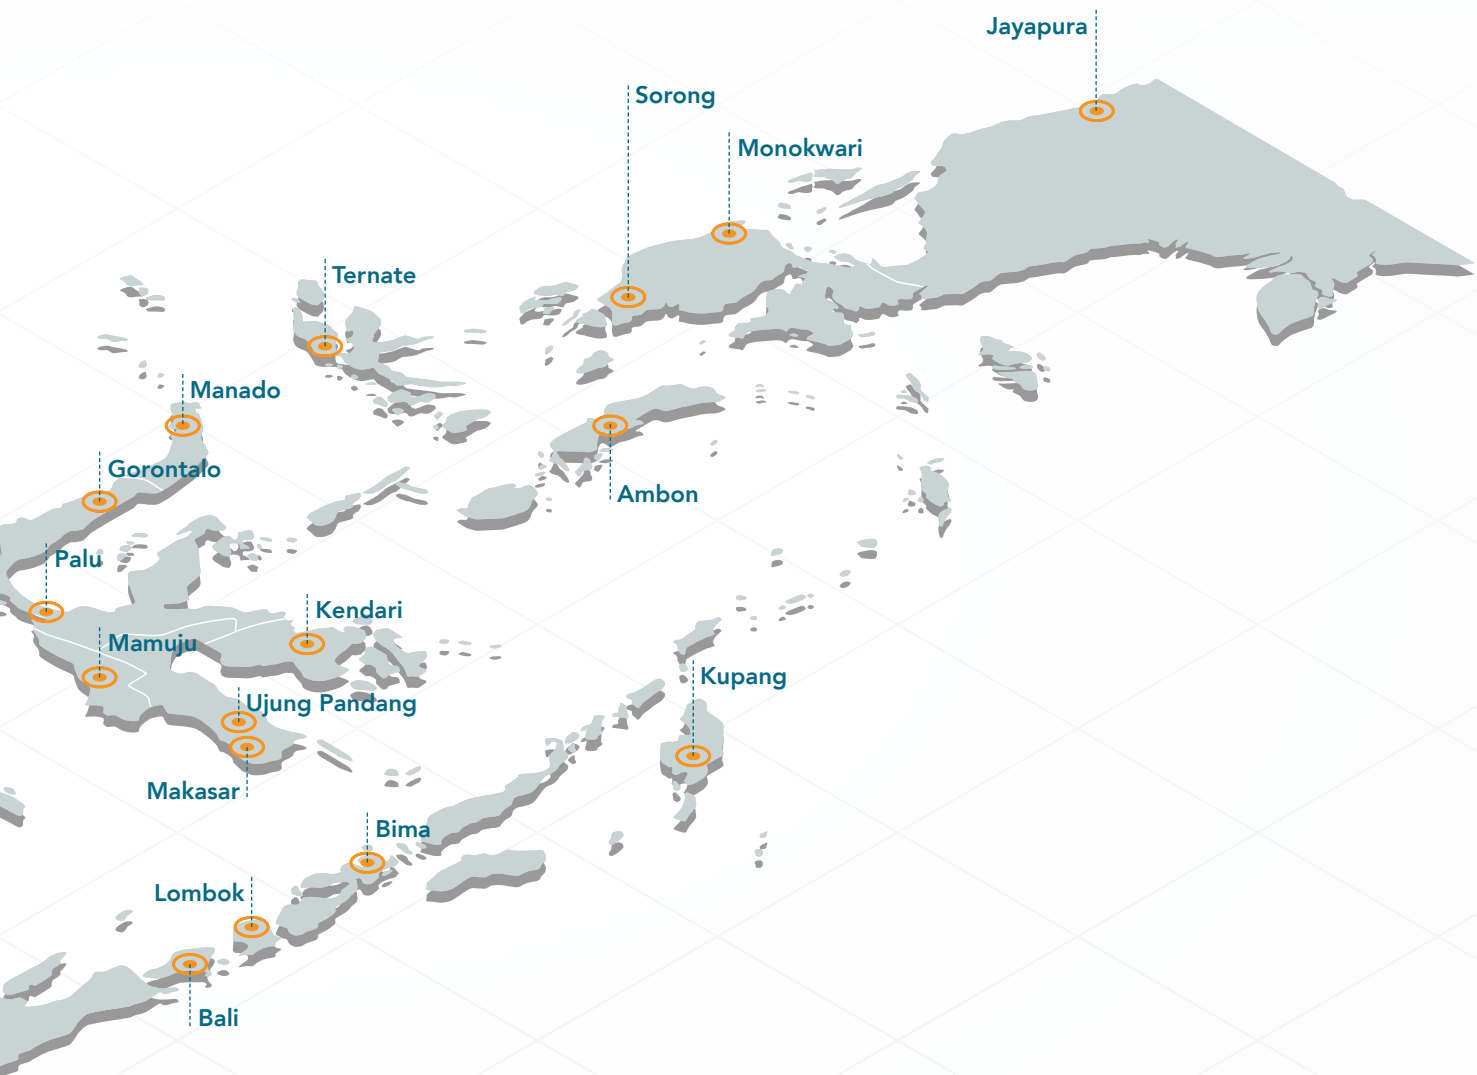 Jayapura
Sorong
Monokwari
Ternate
Manado
Gorontalo
Ambon
Palu
Kendari
Mamuju
Kupang
Ujung Pandang
Makasar
Bima
Lombok
Bali